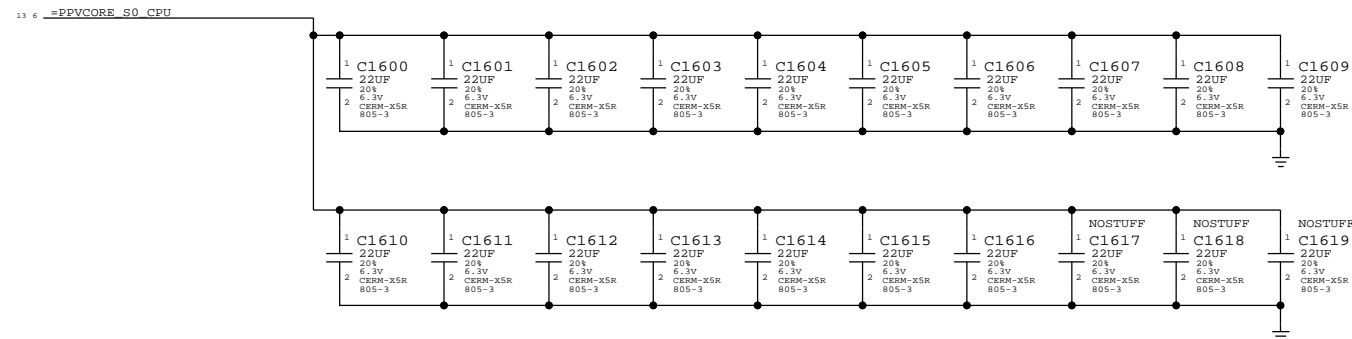 13 6 =PPVCORE_S0_CPU
1 C1600
22UF
20%
6.3V
2 CERM-X5R
805-3
1 C1601
22UF
20%
6.3V
2 CERM-X5R
805-3
1 C1602
22UF
20%
6.3V
2 CERM-X5R
805-3
1 C1603
22UF
20%
6.3V
2 CERM-X5R
805-3
1 C1604
22UF
20%
6.3V
2 CERM-X5R
805-3
1 C1605
22UF
20%
6.3V
2 CERM-X5R
805-3
1 C1606
22UF
20%
6.3V
2 CERM-X5R
805-3
1 C1607
22UF
20%
6.3V
2 CERM-X5R
805-3
1 C1608
22UF
20%
6.3V
2 CERM-X5R
805-3
1 C1609
22UF
20%
6.3V
2 CERM-X5R
805-3
1 C1610
22UF
20%
6.3V
2 CERM-X5R
805-3
1 C1611
22UF
20%
6.3V
2 CERM-X5R
805-3
1 C1612
22UF
20%
6.3V
2 CERM-X5R
805-3
1 C1613
22UF
20%
6.3V
2 CERM-X5R
805-3
1 C1614
22UF
20%
6.3V
2 CERM-X5R
805-3
1 C1615
22UF
20%
6.3V
2 CERM-X5R
805-3
1 C1616
22UF
20%
6.3V
2 CERM-X5R
805-3
NOSTUFF
1 C1617
22UF
20%
6.3V
2 CERM-X5R
805-3
NOSTUFF
1 C1618
22UF
20%
6.3V
2 CERM-X5R
805-3
NOSTUFF
1 C1619
22UF
20%
6.3V
2 CERM-X5R
805-3